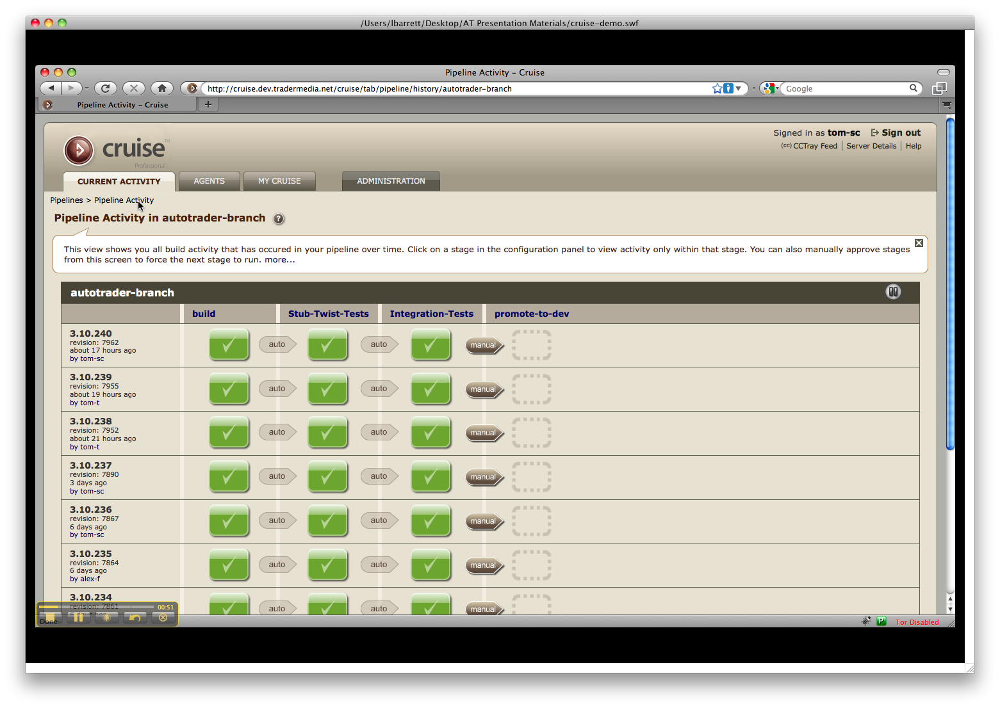 /Users/lbarrett/Desktop/AT Presentation Materials/cruise-demo.swf
Pipeline Activity – Cruise
http://cruise.dev.tradermedia.net/cruise/tab/pipeline/history/autotrader-branch
Google
Pipeline Activity – Cruise
+
cruise™
Professional
Signed in as tom-sc Sign out
(cc) CCTray Feed | Server Details | Help
CURRENT ACTIVITY AGENTS MY CRUISE ADMINISTRATION
Pipelines > Pipeline Activity
Pipeline Activity in autotrader-branch ?
This view shows you all build activity that has occured in your pipeline over time. Click on a stage in the configuration panel to view activity only within that stage. You can also manually approve stages
from this screen to force the next stage to run. more...
autotrader-branch
build Stub-Twist-Tests Integration-Tests promote-to-dev
3.10.240
revision: 7962
about 17 hours ago
by tom-sc
auto auto manual
3.10.239
revision: 7955
about 19 hours ago
by tom-t
auto auto manual
3.10.238
revision: 7952
about 21 hours ago
by tom-t
auto auto manual
3.10.237
revision: 7890
3 days ago
by tom-sc
auto auto manual
3.10.236
revision: 7867
6 days ago
by tom-sc
auto auto manual
3.10.235
revision: 7864
6 days ago
by alex-f
auto auto manual
3.10.234
revision: 7861
auto auto manual
00:51
Done
P
Tor Disabled